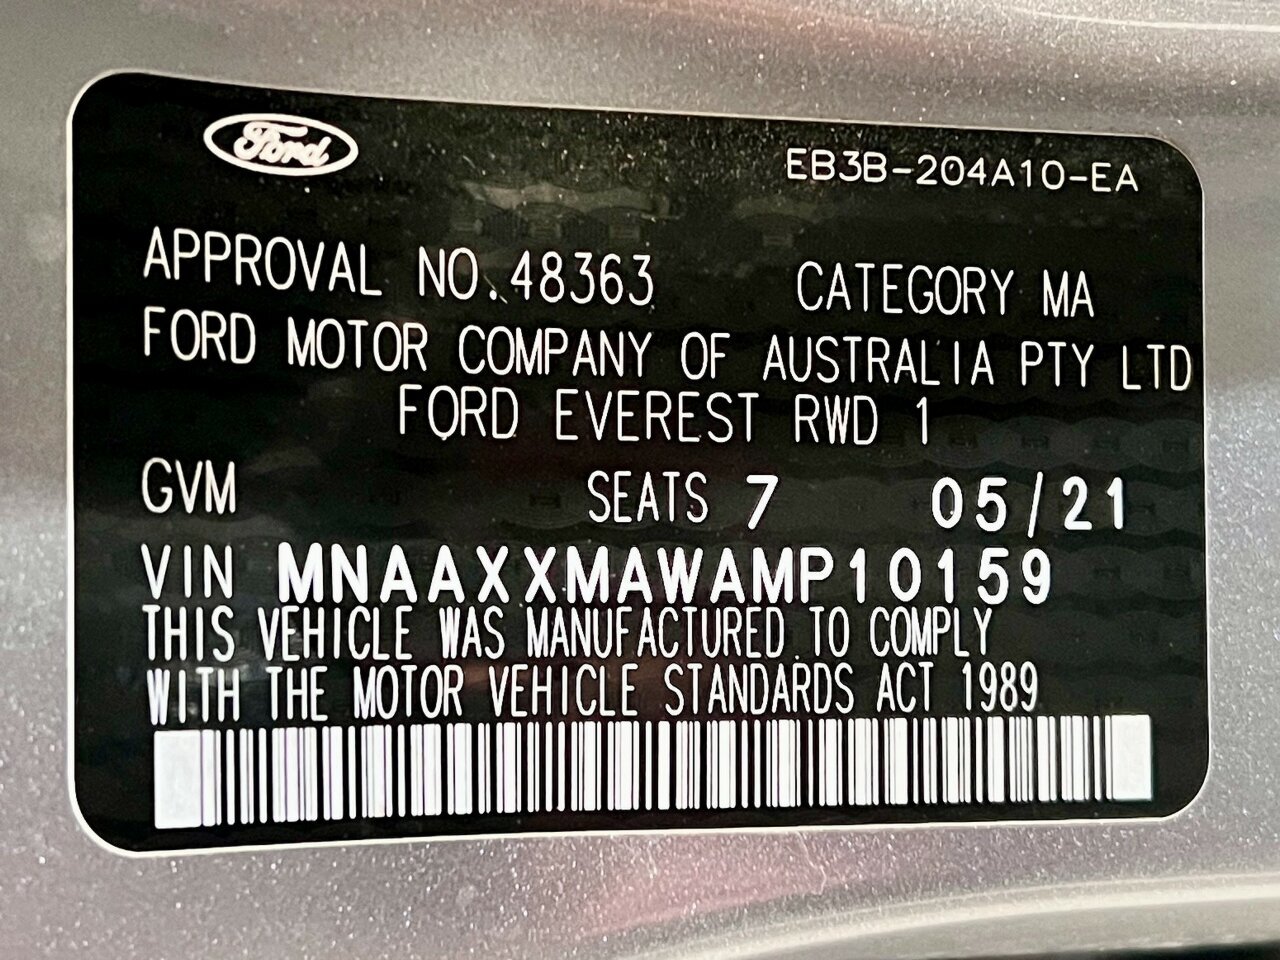 Ford EB3B-204A10-EA
APPROVAL NO.48363 CATEGORY MA
FORD MOTOR COMPANY OF AUSTRALIA PTY LTD
FORD EVEREST RWD 1
GVM SEATS 7 05/21
VIN MNAAXXMAWAMP10159
THIS VEHICLE WAS MANUFACTURED TO COMPLY
WITH THE MOTOR VEHICLE STANDARDS ACT 1989